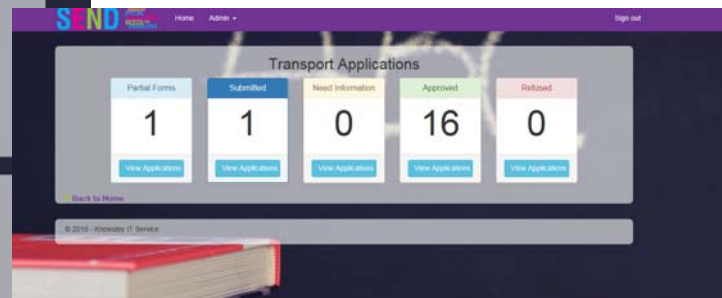 SEND
Home Admin Sign out
Transport Applications
Partial Forms Submitted Need Information Approved Refused
1 1 0 16 0
View Applications View Applications View Applications View Applications View Applications
Back to Home
Knowsley IT Service